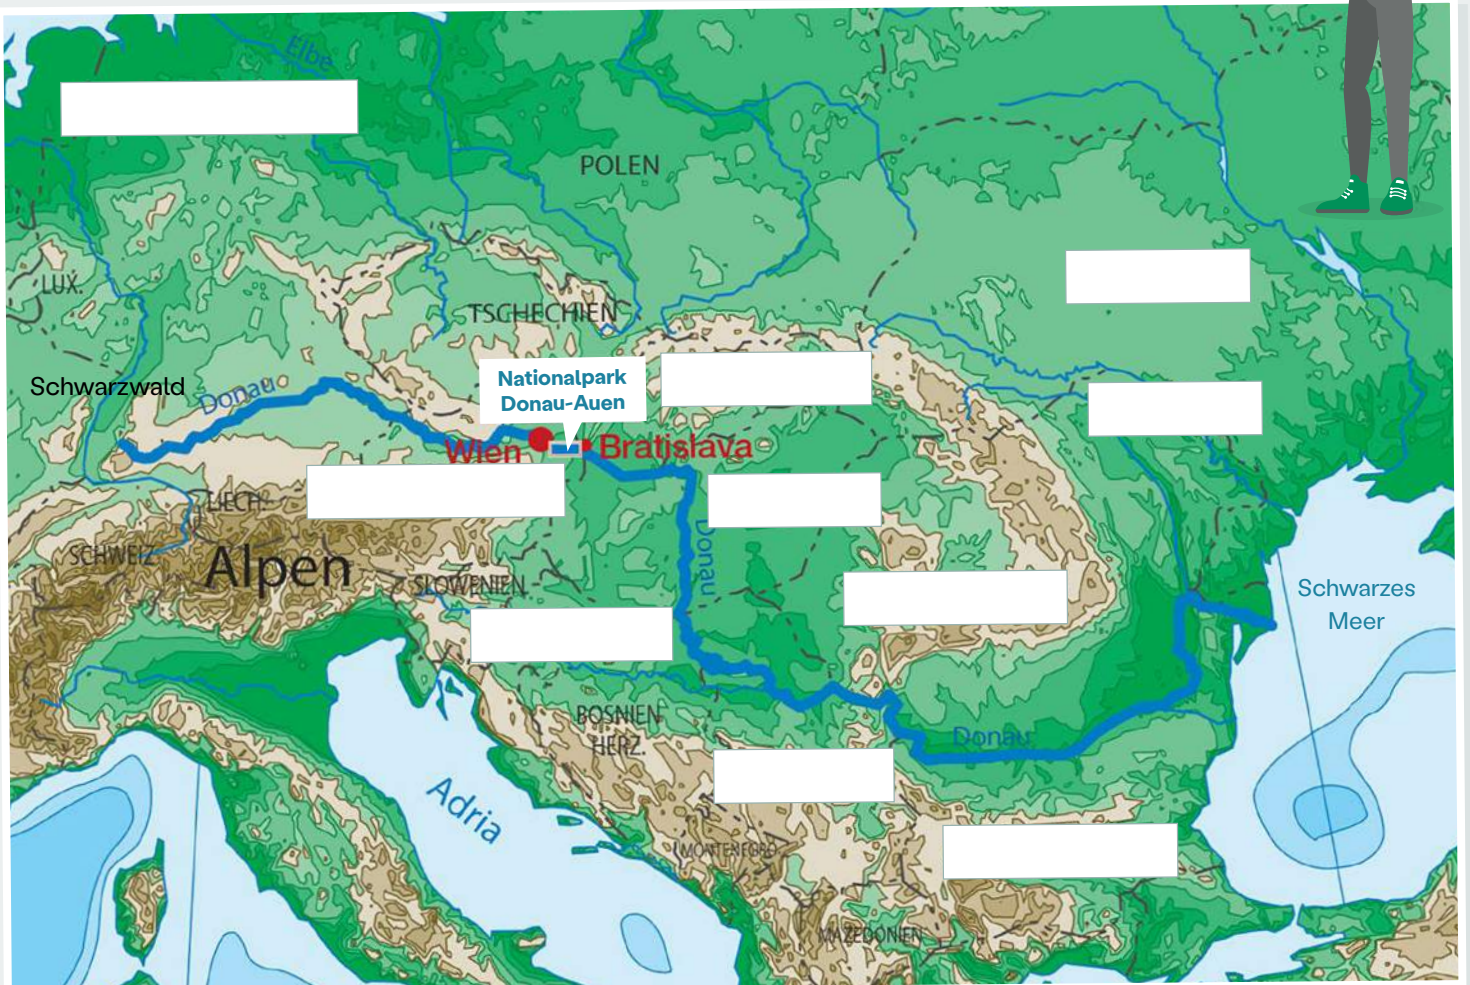 Elbe
POLEN
LUX.
TSCHECHIEN
Nationalpark
Donau-Auen
Schwarzwald
Donau
Wien
Bratislava
LIECH.
Donau
SCHWEIZ
Alpen
SLOWENIEN
Schwarzes
Meer
BOSNIEN
HERZ.
Donau
Adria
MONTENEGRO
MAZEDONIEN